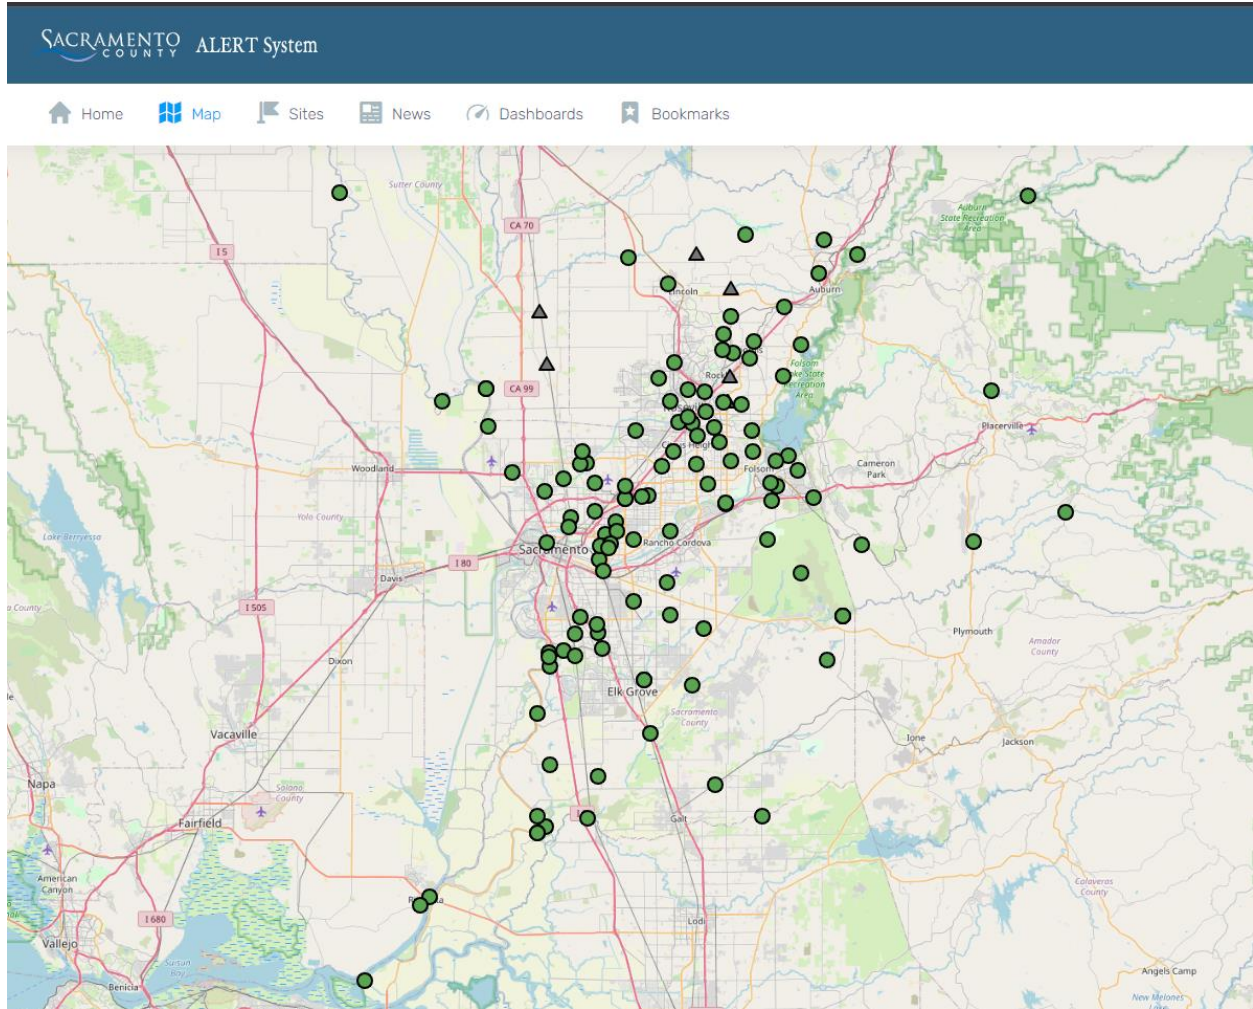 SACRAMENTO
COUNTY
ALERT System
Home
Map
Sites
News
Dashboards
Bookmarks
Sutter County
CA 70
I 5
Auburn
State Recreation
Area
Lincoln
Auburn
Folsom
Lake State
Recreation
Area
CA 99
Placerville
Woodland
Folsom
Cameron
Park
Yolo County
Lake Berryessa
Sacramento
Rancho Cordova
I 80
Davis
I 505
Plymouth
Amador
County
Dixon
Elk Grove
Sacramento
County
Vacaville
Ione
Jackson
Napa
Solano
County
Fairfield
Galt
American
Canyon
Calaveras
County
I 680
Lodi
Vallejo
Suisun
Bay
Benicia
Angels Camp
New Melones